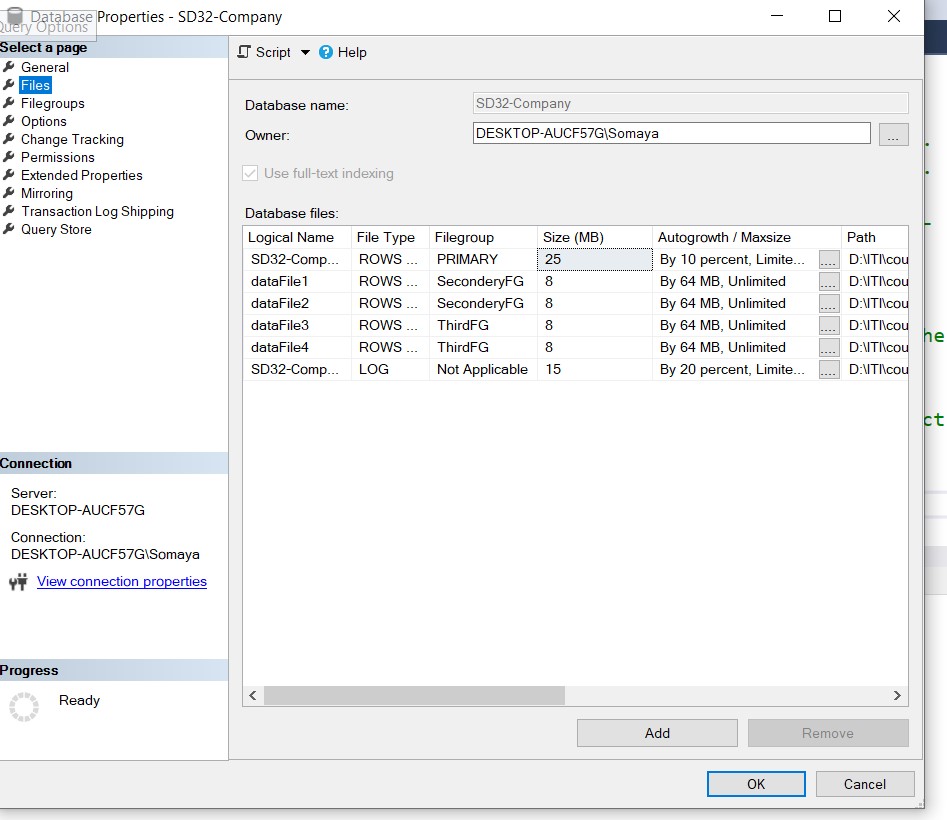 Database Properties - SD32-Company
Query Options
Select a page
General
Files
Filegroups
Options
Change Tracking
Permissions
Extended Properties
Mirroring
Transaction Log Shipping
Query Store
Connection
Server:
DESKTOP-AUCF57G
Connection:
DESKTOP-AUCF57G\Somaya
View connection properties
Progress
Ready
Script Help
Database name: SD32-Company
Owner: DESKTOP-AUCF57G\Somaya ...
Use full-text indexing
Database files:
Logical Name File Type Filegroup Size (MB) Autogrowth / Maxsize Path
SD32-Comp... ROWS ... PRIMARY 25 By 10 percent, Limite... .... D:\ITI\cou
dataFile1 ROWS ... SeconderyFG 8 By 64 MB, Unlimited .... D:\ITI\cou
dataFile2 ROWS ... SeconderyFG 8 By 64 MB, Unlimited .... D:\ITI\cou
dataFile3 ROWS ... ThirdFG 8 By 64 MB, Unlimited .... D:\ITI\cou
dataFile4 ROWS ... ThirdFG 8 By 64 MB, Unlimited .... D:\ITI\cou
SD32-Comp... LOG Not Applicable 15 By 20 percent, Limite... .... D:\ITI\cou
Add Remove
OK Cancel
he
ct